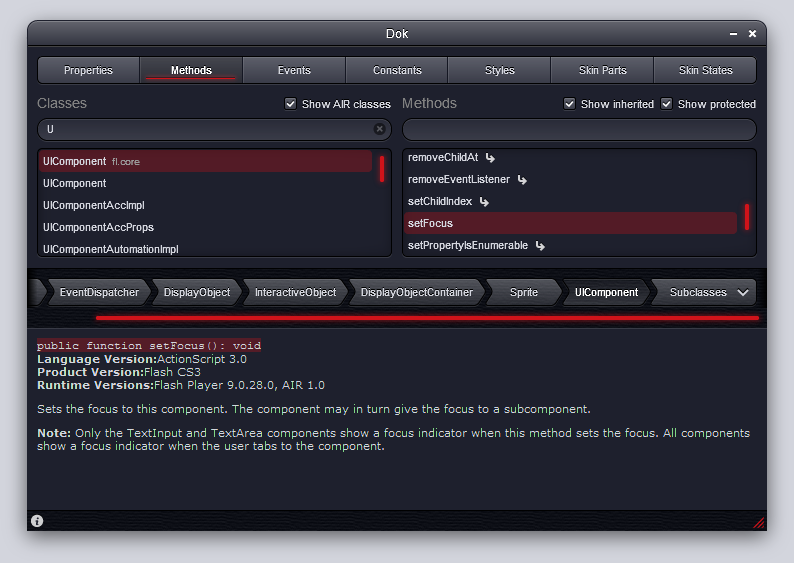 Dok
Properties Methods Events Constants Styles Skin Parts Skin States
Classes Show AIR classes Methods Show inherited Show protected
U
UIComponent fl.core
UIComponent
UIComponentAccImpl
UIComponentAccProps
UIComponentAutomationImpl
removeChildAt
removeEventListener
setChildIndex
setFocus
setPropertyIsEnumerable
EventDispatcher DisplayObject InteractiveObject DisplayObjectContainer Sprite UIComponent Subclasses
public function setFocus(): void
Language Version:ActionScript 3.0
Product Version:Flash CS3
Runtime Versions:Flash Player 9.0.28.0, AIR 1.0
Sets the focus to this component. The component may in turn give the focus to a subcomponent.
Note: Only the TextInput and TextArea components show a focus indicator when this method sets the focus. All components
show a focus indicator when the user tabs to the component.